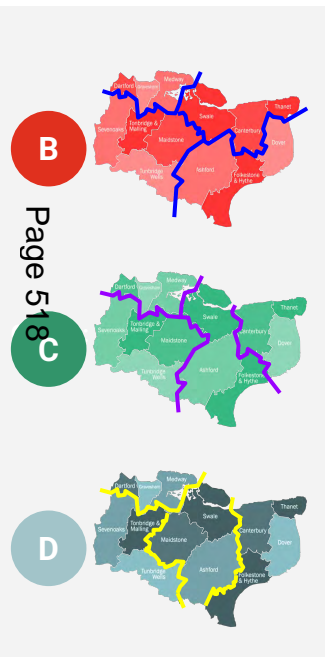 B
Dartford
Gravesham
Medway
Swale
Thanet
Sevenoaks
Tonbridge &
Malling
Maidstone
Canterbury
Tunbridge
Wells
Ashford
Dover
Folkestone
& Hythe
Page 518
C
Dartford
Gravesham
Medway
Swale
Thanet
Sevenoaks
Tonbridge &
Malling
Maidstone
Canterbury
Tunbridge
Wells
Ashford
Dover
Folkestone
& Hythe
D
Dartford
Gravesham
Medway
Swale
Thanet
Sevenoaks
Tonbridge &
Malling
Maidstone
Canterbury
Tunbridge
Wells
Ashford
Dover
Folkestone
& Hythe